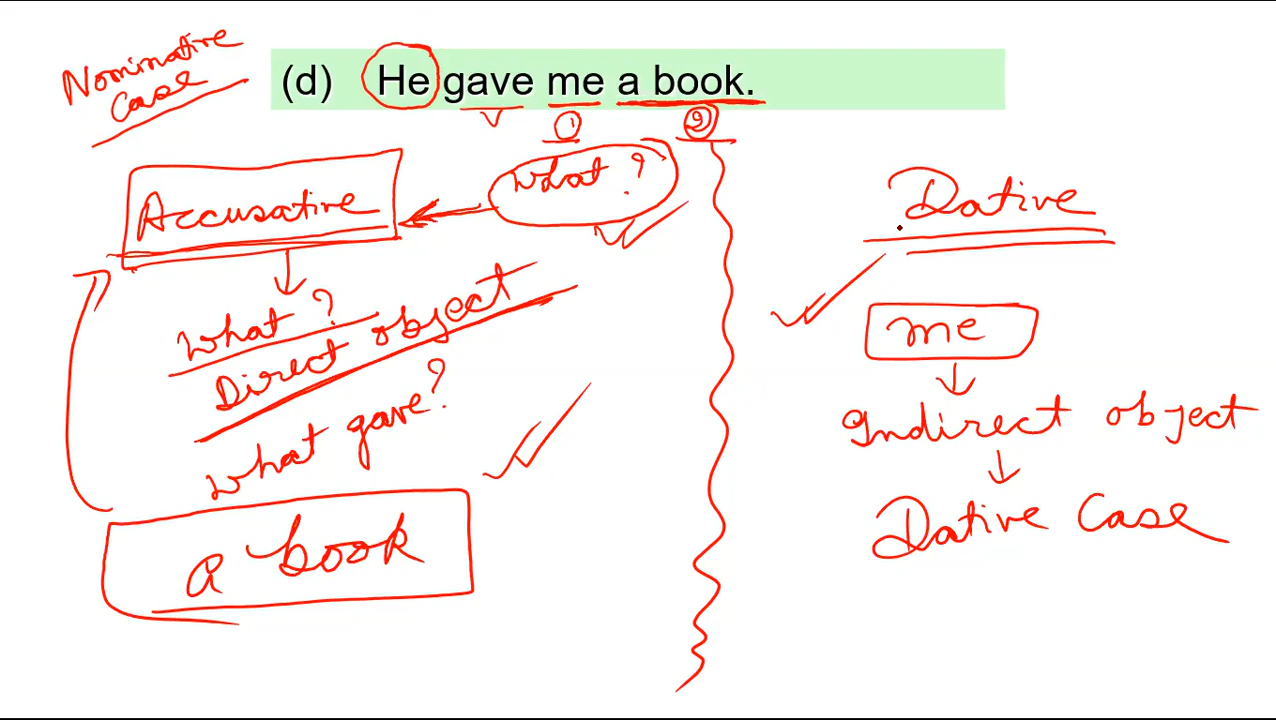 Nominative
Case
(d) He gave me a book.
① ②
What?
Accusative
What?
Direct object
What gave?
a book
Dative
me
Indirect object
Dative Case